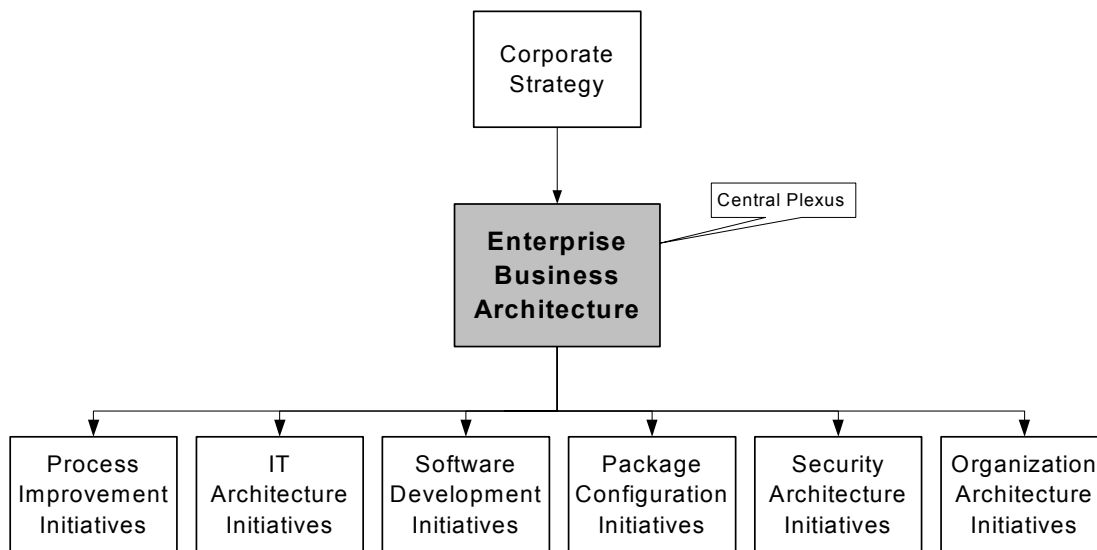 Corporate
Strategy
Central Plexus
Enterprise
Business
Architecture
Process
Improvement
Initiatives
IT
Architecture
Initiatives
Software
Development
Initiatives
Package
Configuration
Initiatives
Security
Architecture
Initiatives
Organization
Architecture
Initiatives